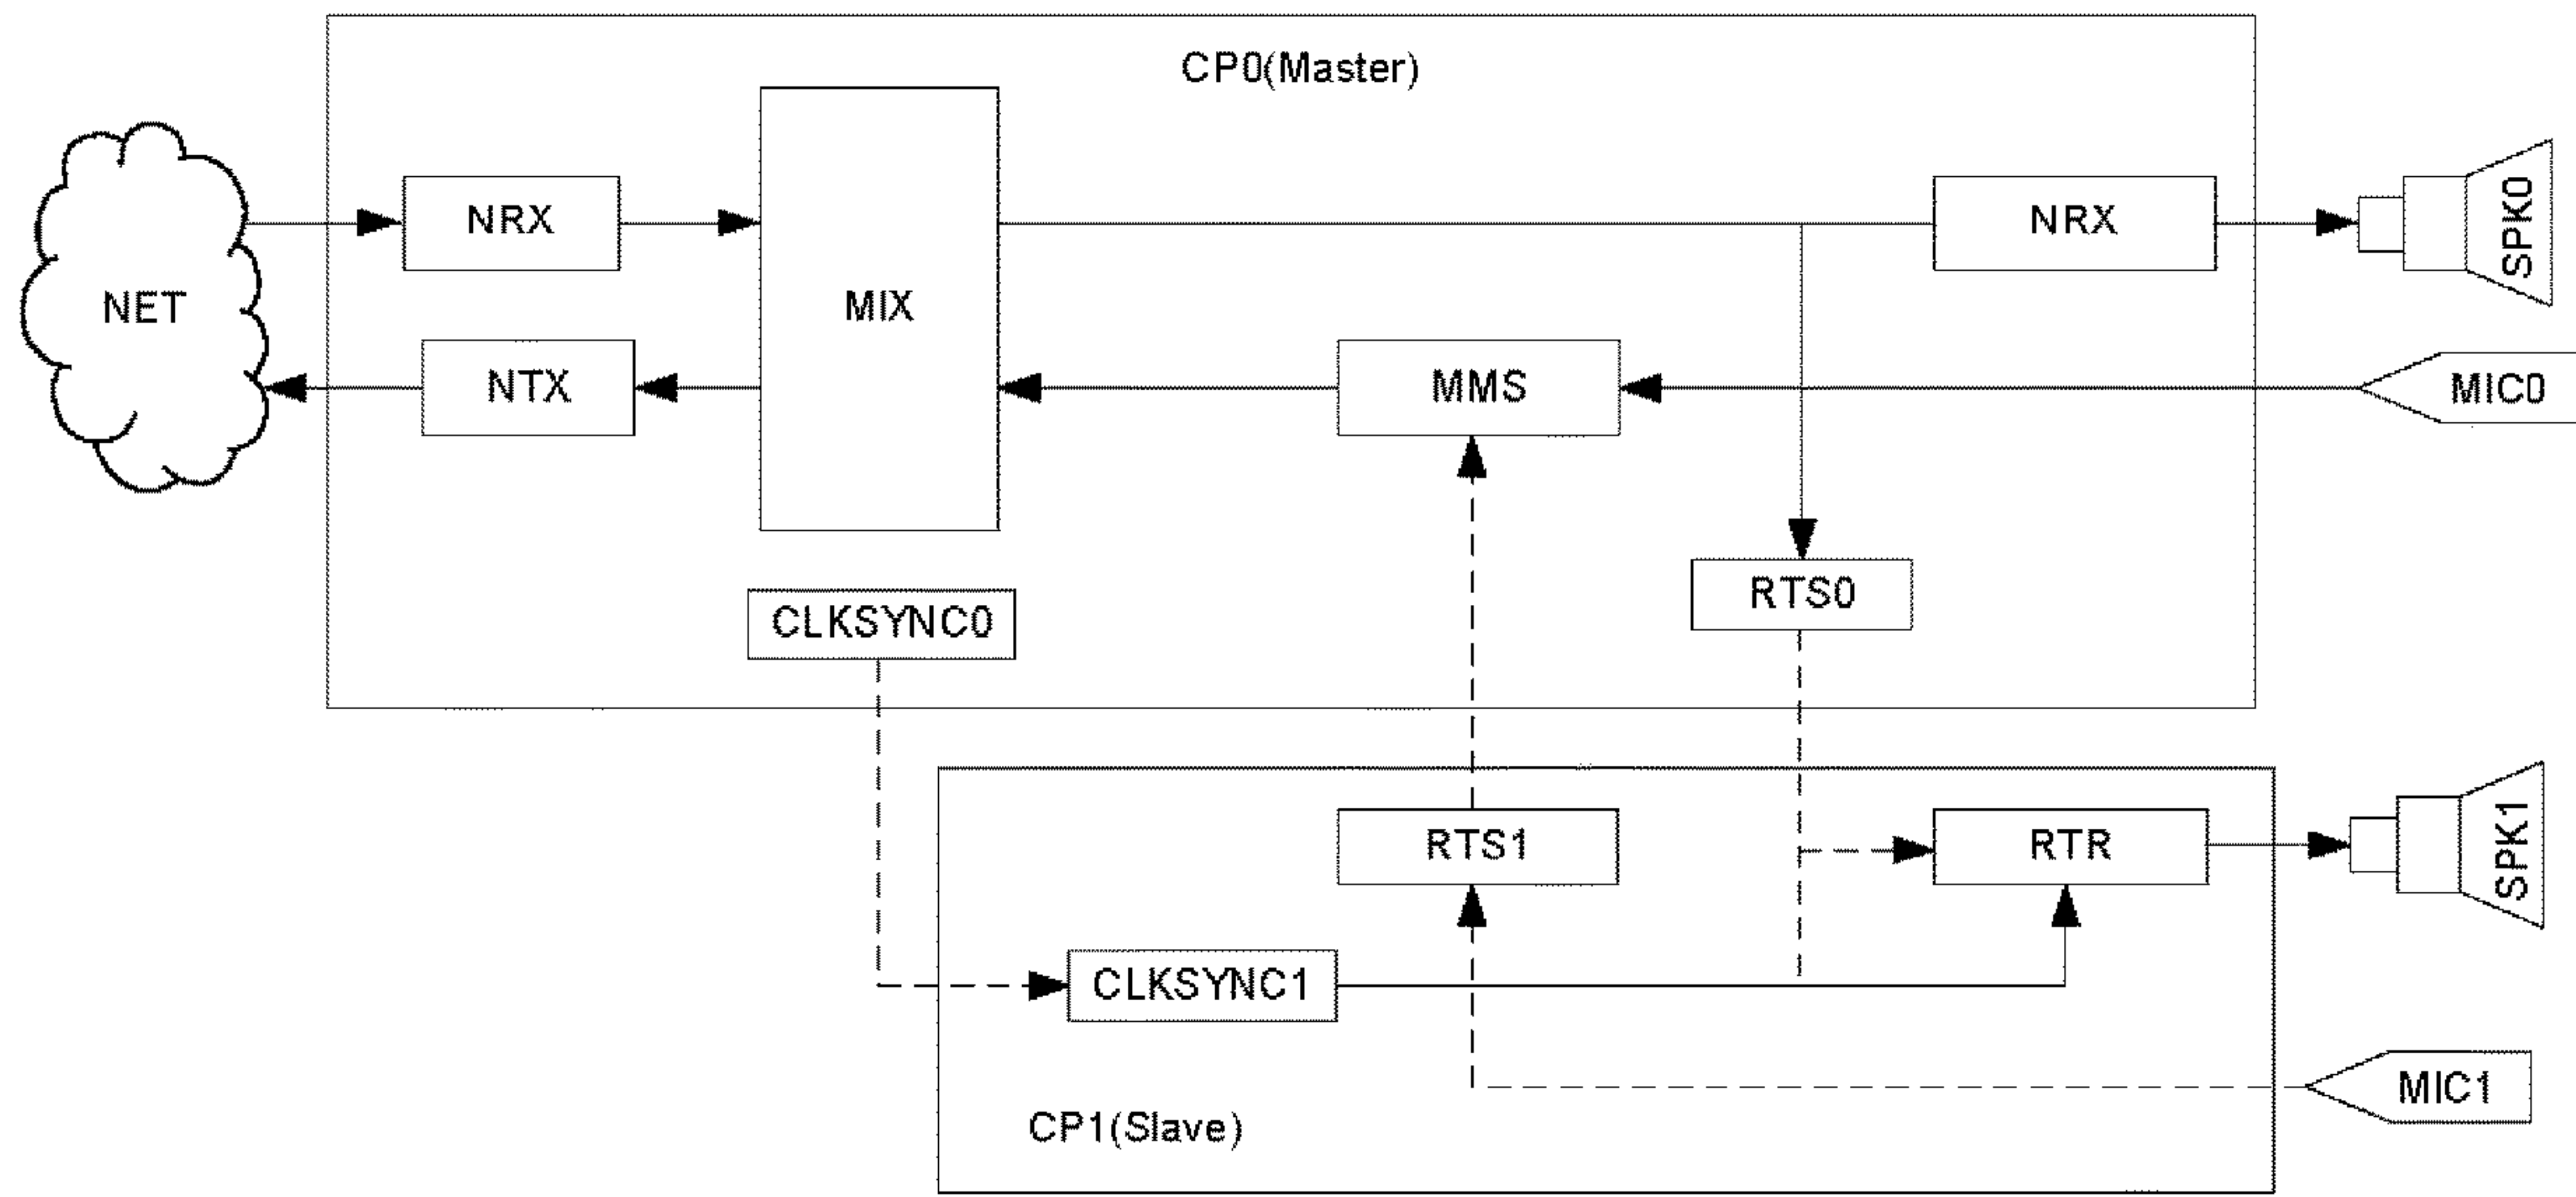 CP0(Master)
NRX
NRX
SPK0
NET
MIX
NTX
MMS
MIC0
CLKSYNC0
RTS0
RTS1
RTR
SPK1
CLKSYNC1
MIC1
CP1(Slave)